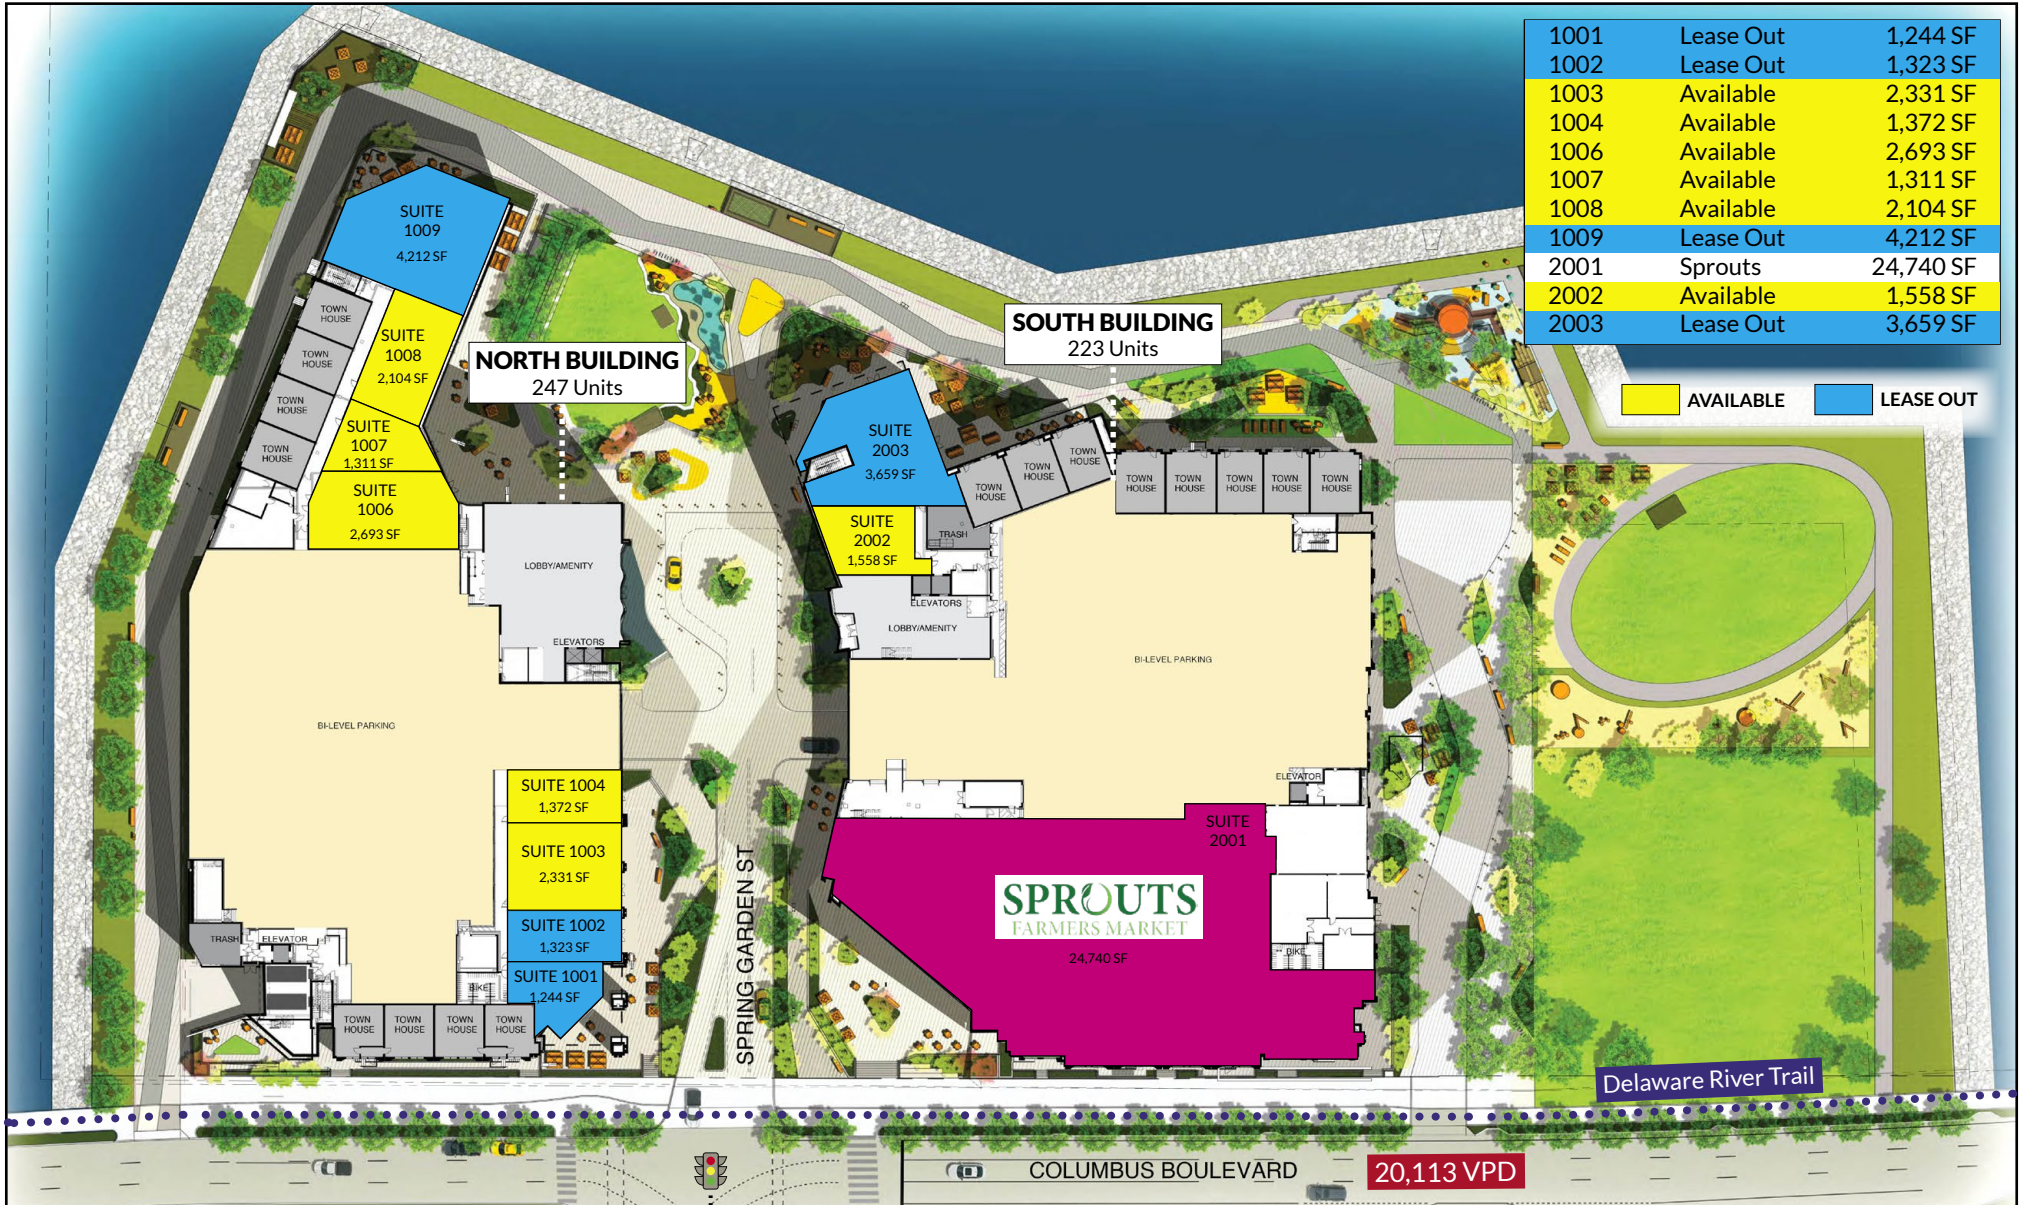 1001 Lease Out 1,244 SF
1002 Lease Out 1,323 SF
1003 Available 2,331 SF
1004 Available 1,372 SF
1006 Available 2,693 SF
1007 Available 1,311 SF
1008 Available 2,104 SF
1009 Lease Out 4,212 SF
2001 Sprouts 24,740 SF
2002 Available 1,558 SF
2003 Lease Out 3,659 SF
AVAILABLE
LEASE OUT
SUITE
1009
4,212 SF
TOWN
HOUSE
TOWN
HOUSE
TOWN
HOUSE
TOWN
HOUSE
SUITE
1008
2,104 SF
SUITE
1007
1,311 SF
SUITE
1006
2,693 SF
NORTH BUILDING
247 Units
SOUTH BUILDING
223 Units
SUITE
2003
3,659 SF
SUITE
2002
1,558 SF
TRASH
TOWN
HOUSE
TOWN
HOUSE
TOWN
HOUSE
TOWN
HOUSE
TOWN
HOUSE
TOWN
HOUSE
TOWN
HOUSE
TOWN
HOUSE
LOBBY/AMENITY
ELEVATORS
ELEVATORS
LOBBY/AMENITY
BI-LEVEL PARKING
BI-LEVEL PARKING
SUITE 1004
1,372 SF
SUITE 1003
2,331 SF
SUITE 1002
1,323 SF
SUITE 1001
1,244 SF
TRASH
ELEVATOR
BIKE
TOWN
HOUSE
TOWN
HOUSE
TOWN
HOUSE
TOWN
HOUSE
SPRING GARDEN ST
ELEVATOR
SUITE
2001
SPROUTS
FARMERS MARKET
24,740 SF
BIKE
Delaware River Trail
COLUMBUS BOULEVARD
20,113 VPD